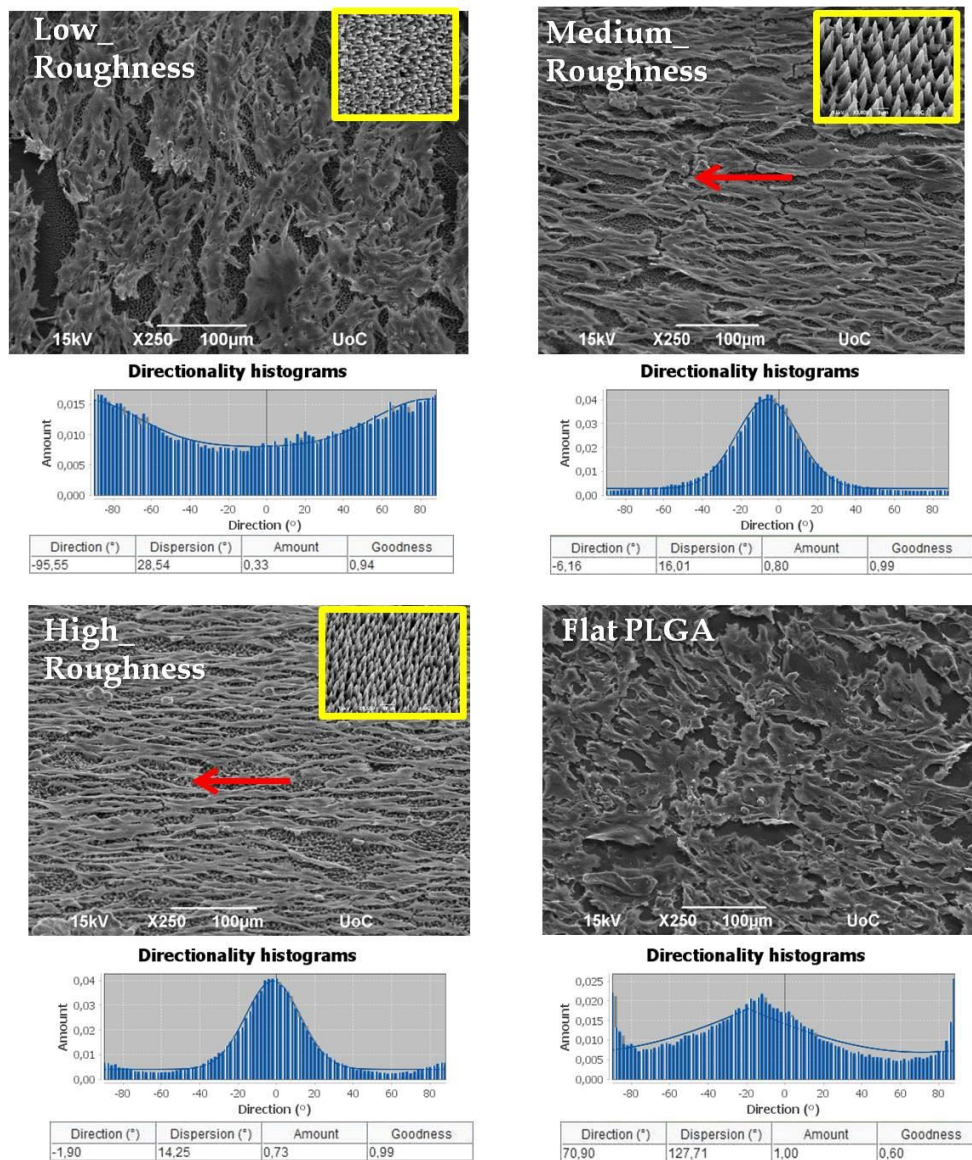 Low_
Roughness
15kV X250 100µm UoC
Directionality histograms
Amount
0,015
0,010
0,005
0,000
-80 -60 -40 -20 0 20 40 60 80
Direction (°)
Direction (°) Dispersion (°) Amount Goodness
-95,55 28,54 0,33 0,94
Medium_
Roughness
15kV X250 100µm UoC
Directionality histograms
Amount
0,04
0,03
0,02
0,01
0,00
-80 -60 -40 -20 0 20 40 60 80
Direction (°)
Direction (°) Dispersion (°) Amount Goodness
-6,16 16,01 0,80 0,99
High_
Roughness
15kV X250 100µm UoC
Directionality histograms
Amount
0,04
0,03
0,02
0,01
0,00
-80 -60 -40 -20 0 20 40 60 80
Direction (°)
Direction (°) Dispersion (°) Amount Goodness
-1,90 14,25 0,73 0,99
Flat PLGA
15kV X250 100µm UoC
Directionality histograms
Amount
0,025
0,020
0,015
0,010
0,005
0,000
-80 -60 -40 -20 0 20 40 60 80
Direction (°)
Direction (°) Dispersion (°) Amount Goodness
70,90 127,71 1,00 0,60